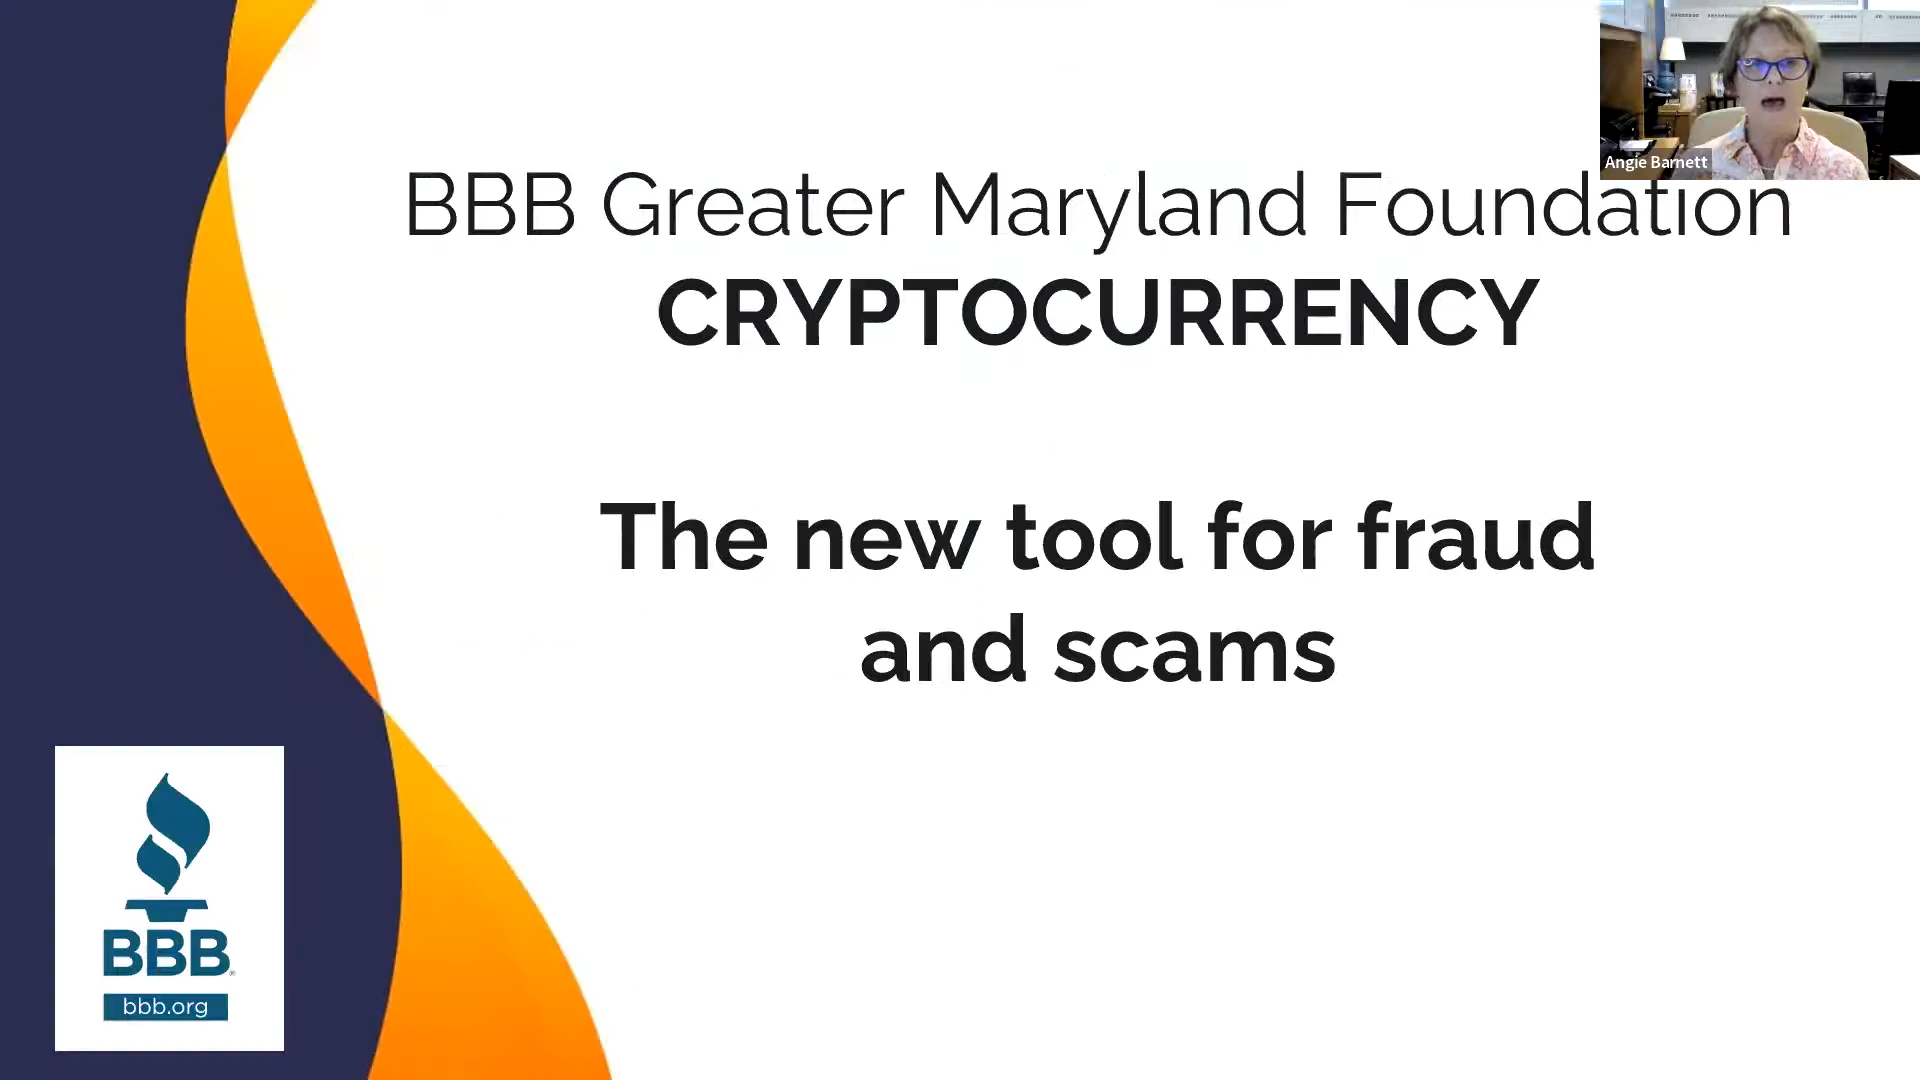 Angie Barnett
BBB Greater Maryland Foundation
CRYPTOCURRENCY
The new tool for fraud
and scams
BBB®
bbb.org